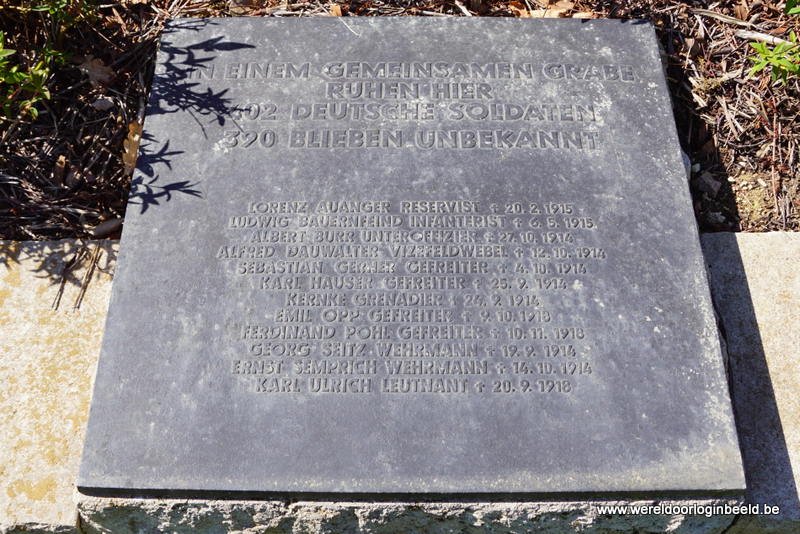 IN EINEM GEMEINSAMEN GRABE
RUHEN HIER
402 DEUTSCHE SOLDATEN
390 BLIEBEN UNBEKANNT
LORENZ AUANGER RESERVIST ✝ 20. 2. 1915
LUDWIG BAUERNFEIND INFANTERIST ✝ 6. 5. 1915.
ALBERT BURR UNTEROFFIZIER ✝ 27. 10. 1914
ALFRED DAUWALTER VIZEFELDWEBEL ✝ 10. 1914
SEBASTIAN GEFREITER ✝ 4. 10. 1914
KARL HAUSER GEFREITER ✝ 25. 9. 1914
KERNKE GRENADIER ✝ 24. 9. 1914
EMIL OPP GEFREITER ✝ 9. 10. 1918
FERDINAND POHL GEFREITER ✝ 10. 11. 1918
GEORG SEITZ WEHRMANN ✝ 19. 9. 1914
ERNST SEMPRICH WEHRMANN ✝ 14. 10. 1914
KARL ULRICH LEUTNANT ✝ 20. 9. 1918
www.wereldoorloginbeeld.be